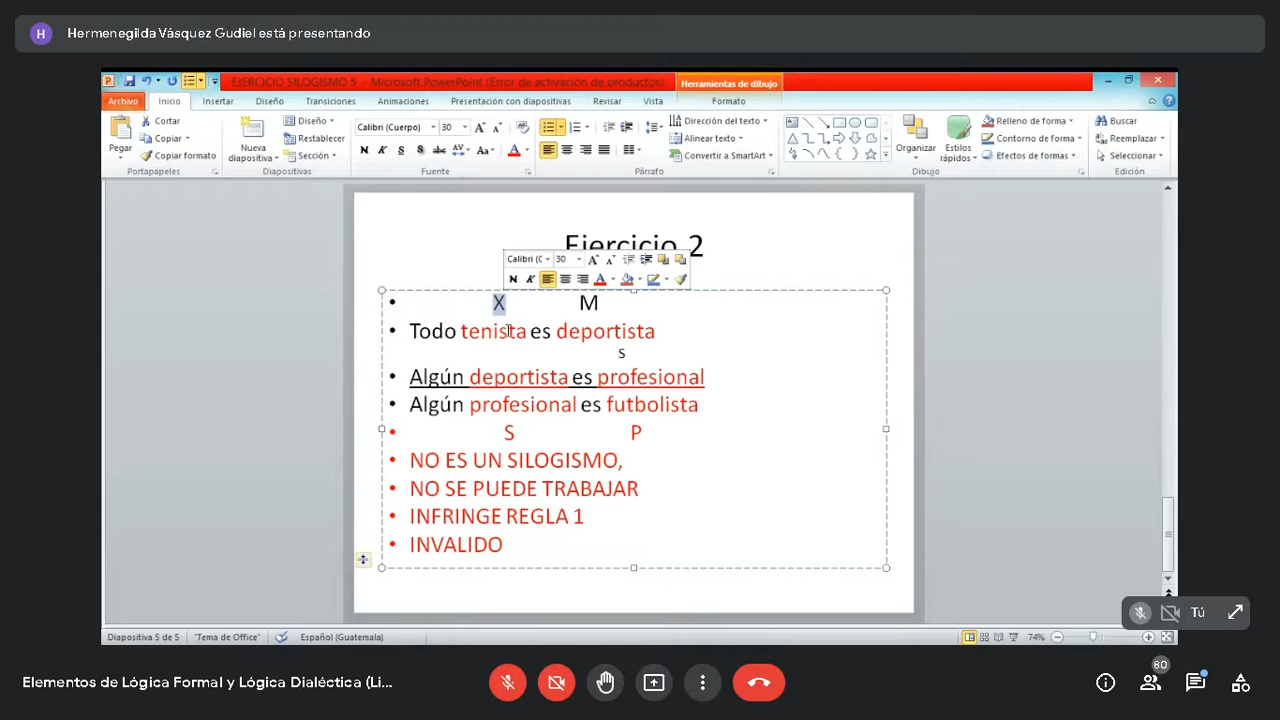 H Hermenegilda Vásquez Gudiel está presentando
EJERCICIO SILOGISMO 5 - Microsoft PowerPoint (Error de activación de productos)
Herramientas de dibujo
Archivo Inicio Insertar Diseño Transiciones Animaciones Presentación con diapositivas Revisar Vista Formato
Pegar
Cortar
Copiar
Copiar formato
Portapapeles
Nueva diapositiva
Diseño
Restablecer
Sección
Diapositivas
Calibri (Cuerpo) 30
N K S abc AV Aa A
Fuente
Dirección del texto
Alinear texto
Convertir a SmartArt
Párrafo
Organizar
Estilos rápidos
Relleno de forma
Contorno de forma
Efectos de formas
Dibujo
Buscar
Reemplazar
Seleccionar
Edición
Ejercicio 2
Calibri (C 30
N K A
• X M
• Todo tenista es deportista
S
• Algún deportista es profesional
• Algún profesional es futbolista
• S P
• NO ES UN SILOGISMO,
• NO SE PUEDE TRABAJAR
• INFRINGE REGLA 1
• INVALIDO
Tú
Diapositiva 5 de 5 "Tema de Office" Español (Guatemala) 74%
60
Elementos de Lógica Formal y Lógica Dialéctica (Li...